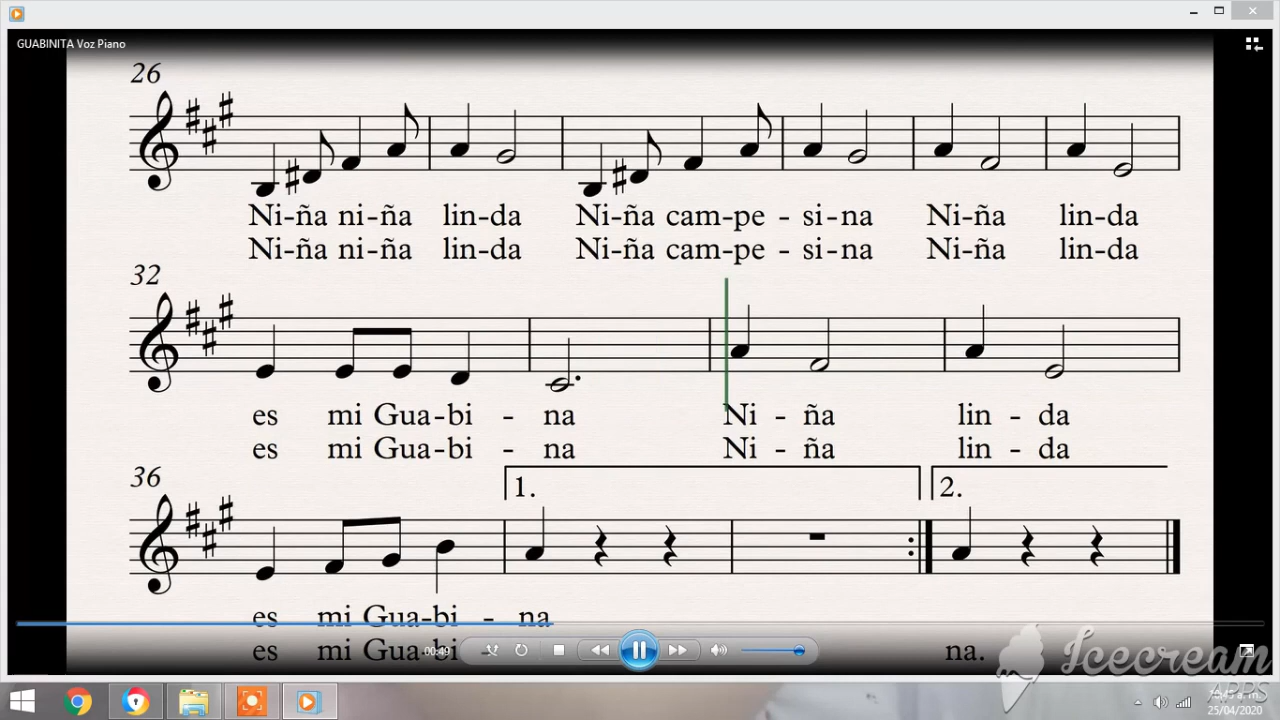 GUABINITA Voz Piano
26
Ni-ña ni-ña lin-da Ni-ña cam-pe - si-na Ni-ña lin-da
Ni-ña ni-ña lin-da Ni-ña cam-pe - si-na Ni-ña lin-da
32
es mi Gua-bi - na Ni - ña lin - da
es mi Gua-bi - na Ni - ña lin - da
36
1. 2.
es mi Gua-bi - na
es mi Gua-bi na.
00:49
Icecream
APPS
a. m.
25/04/2020